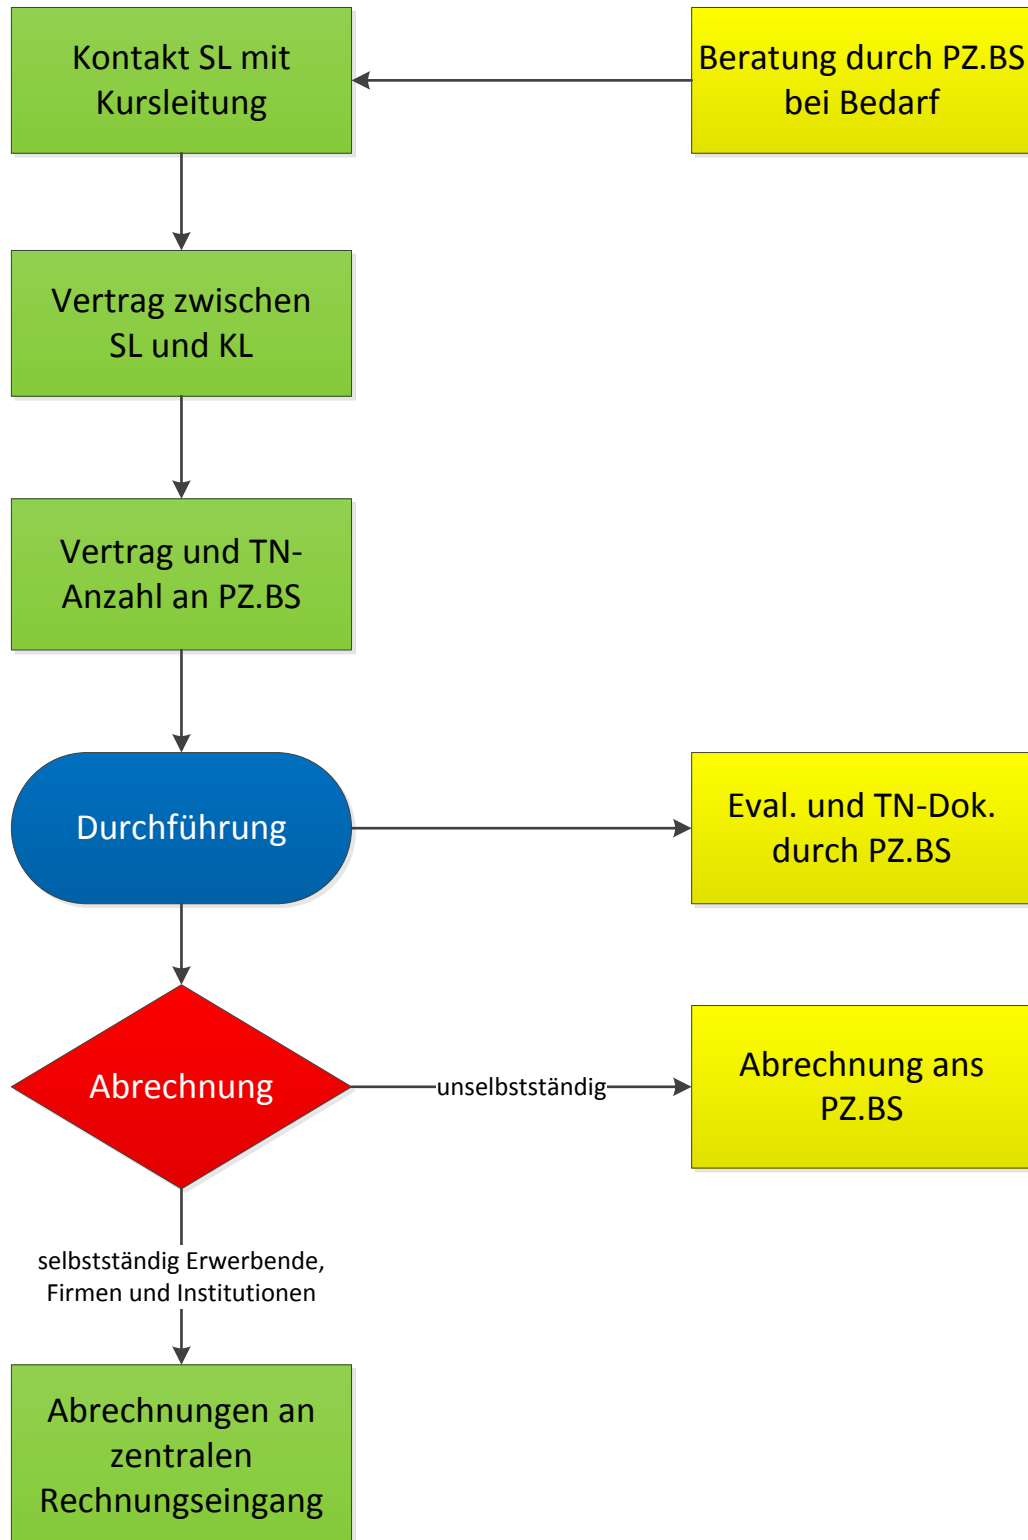 Kontakt SL mit
Kursleitung
Beratung durch PZ.BS
bei Bedarf
Vertrag zwischen
SL und KL
Vertrag und TN-
Anzahl an PZ.BS
Durchführung
Eval. und TN-Dok.
durch PZ.BS
Abrechnung
unselbstständig
Abrechnung ans
PZ.BS
selbstständig Erwerbende,
Firmen und Institutionen
Abrechnungen an
zentralen
Rechnungseingang